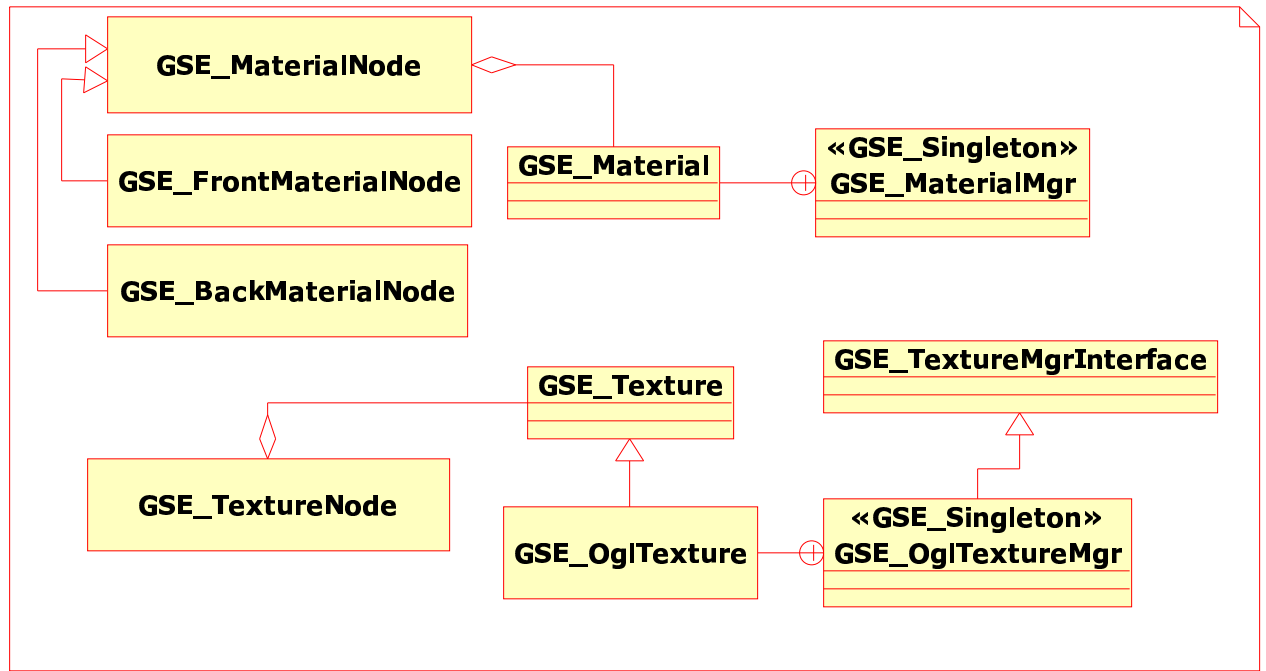 GSE_MaterialNode
GSE_FrontMaterialNode
GSE_BackMaterialNode
GSE_Material
«GSE_Singleton»
GSE_MaterialMgr
GSE_TextureMgrInterface
GSE_Texture
GSE_TextureNode
GSE_OglTexture
«GSE_Singleton»
GSE_OglTextureMgr